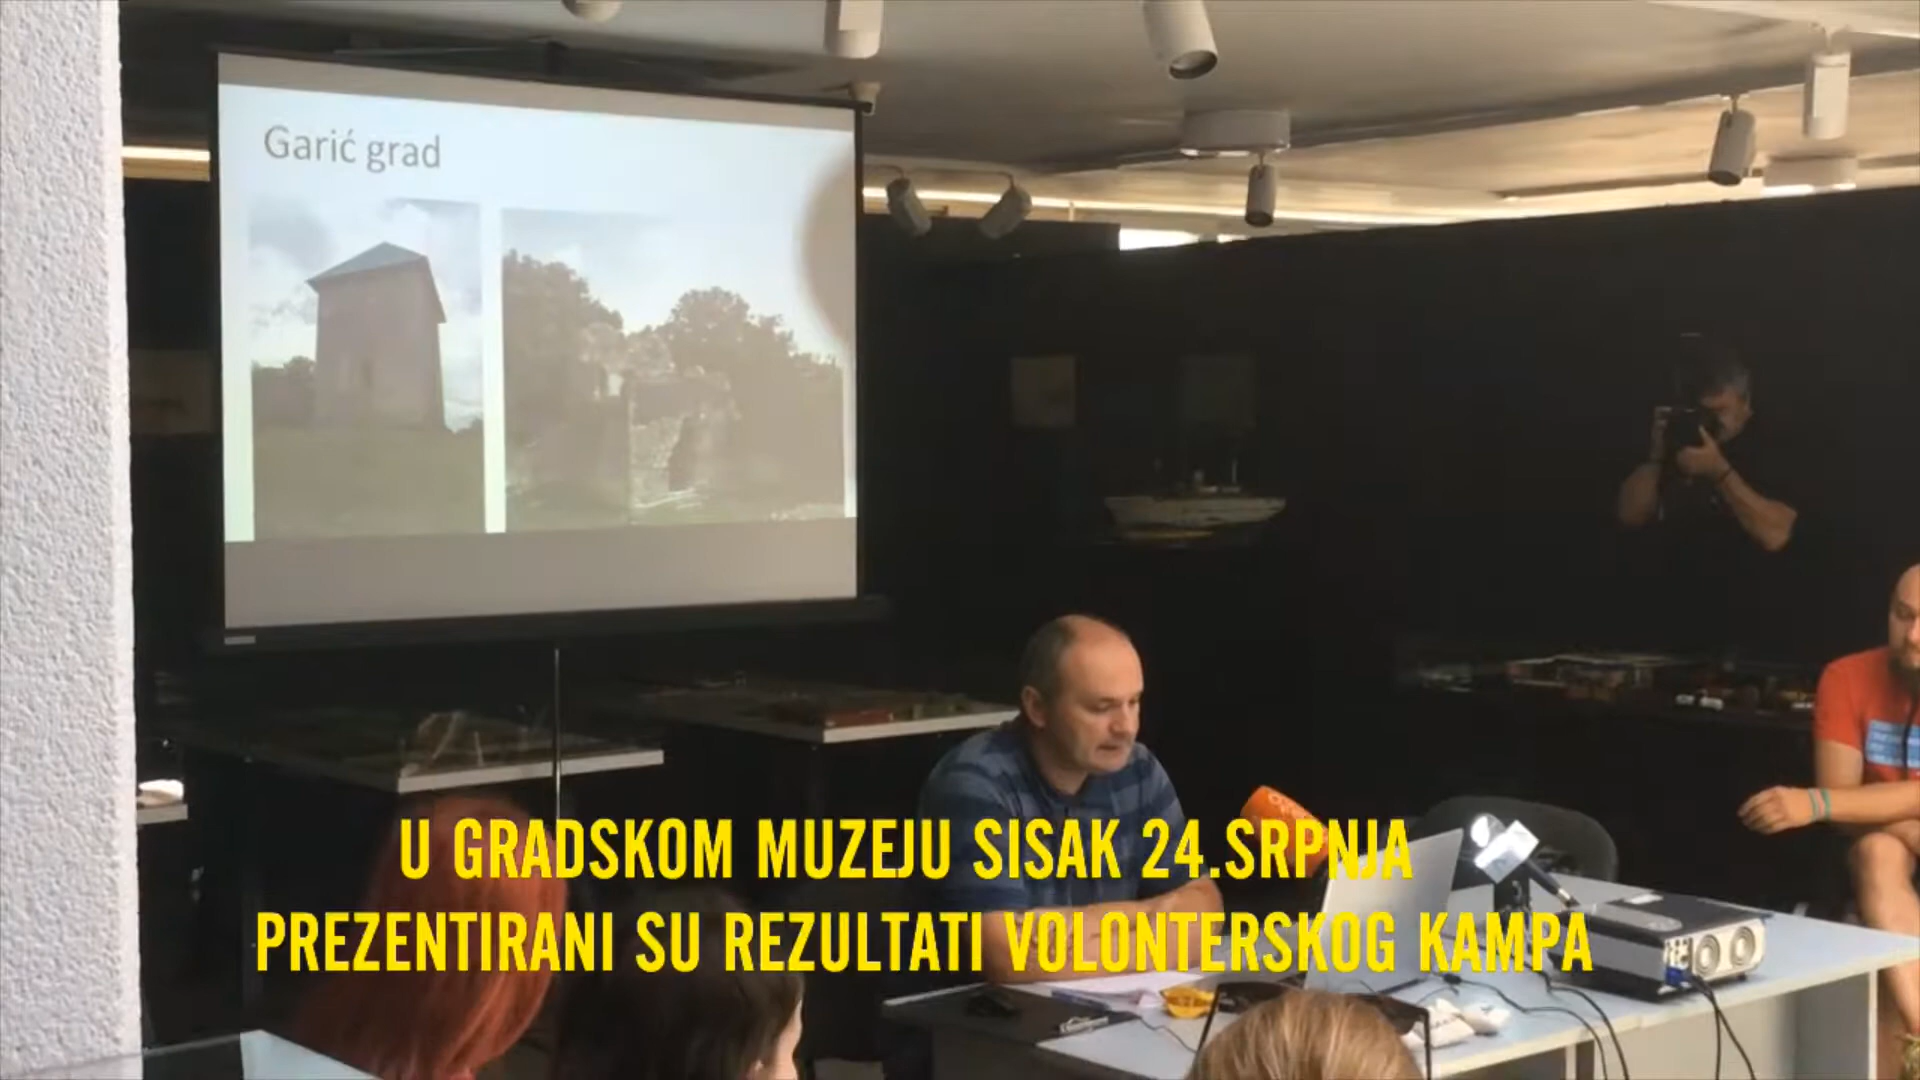 Garić grad
U GRADSKOM MUZEJU SISAK 24.SRPNJA
PREZENTIRANI SU REZULTATI VOLONTERSKOG KAMPA